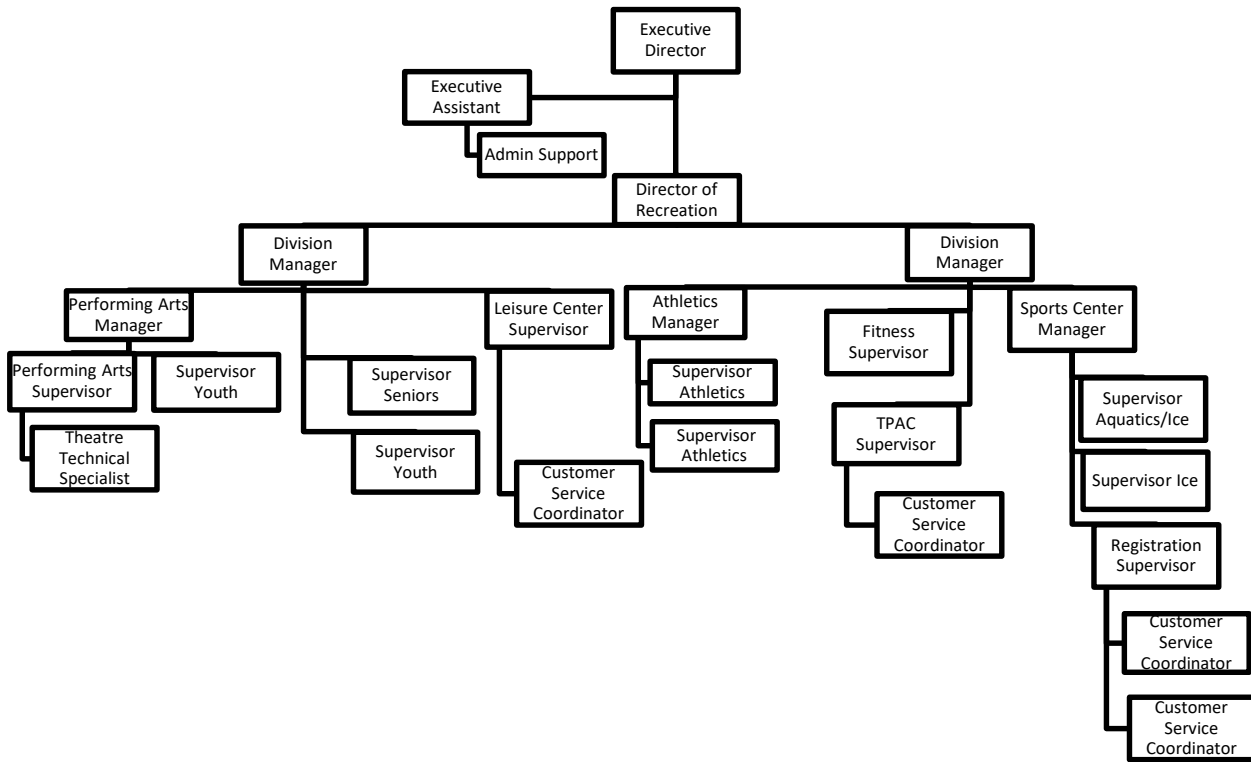 Executive
Director
Executive
Assistant
Admin Support
Director of
Recreation
Division
Manager
Division
Manager
Performing Arts
Manager
Leisure Center
Supervisor
Athletics
Manager
Fitness
Supervisor
Sports Center
Manager
Performing Arts
Supervisor
Supervisor
Youth
Supervisor
Seniors
Supervisor
Athletics
Supervisor
Aquatics/Ice
Theatre
Technical
Specialist
Supervisor
Youth
Customer
Service
Coordinator
Supervisor
Athletics
TPAC
Supervisor
Supervisor Ice
Customer
Service
Coordinator
Registration
Supervisor
Customer
Service
Coordinator
Customer
Service
Coordinator